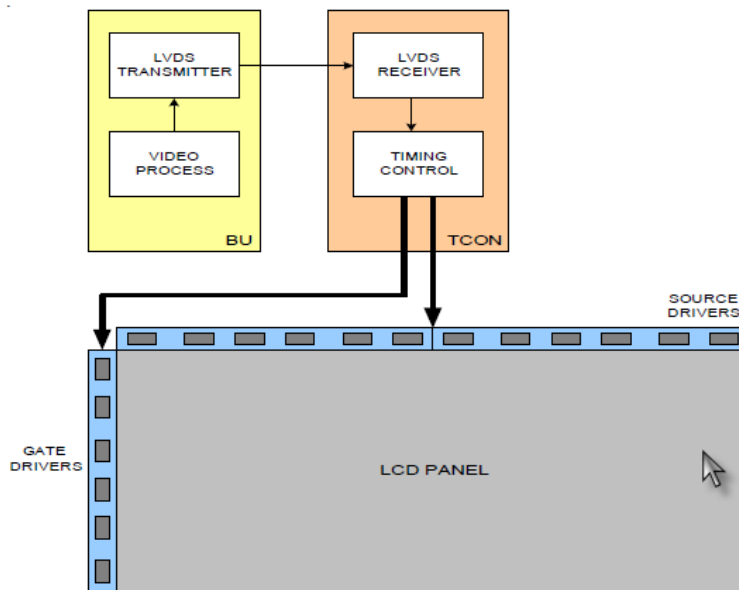 LVDS
TRANSMITTER
LVDS
RECEIVER
VIDEO
PROCESS
TIMING
CONTROL
BU
TCON
SOURCE
DRIVERS
GATE
DRIVERS
LCD PANEL